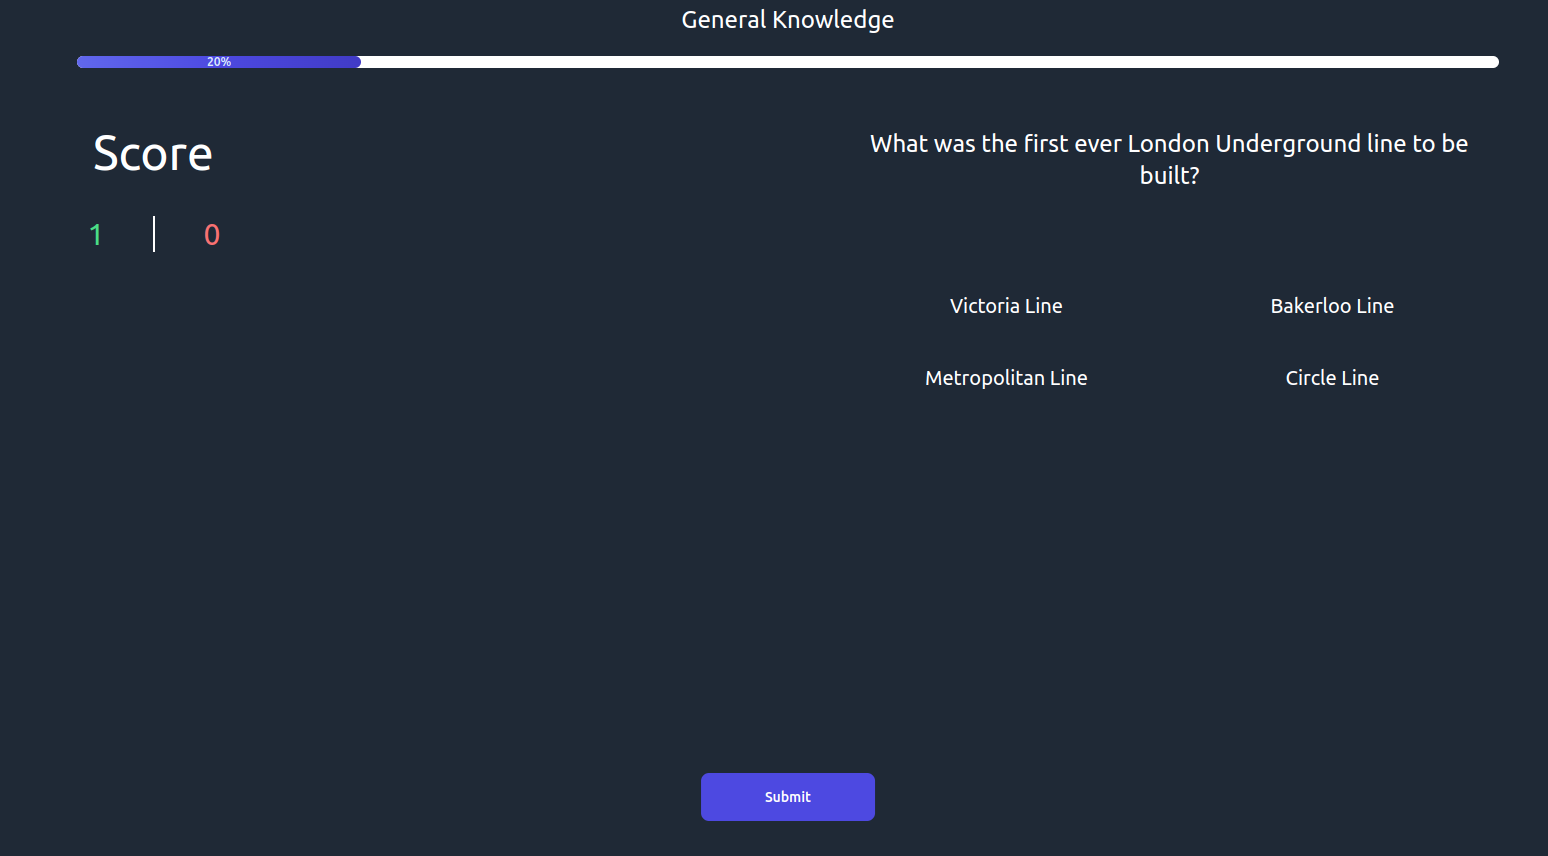 General Knowledge
20%
Score
1
0
What was the first ever London Underground line to be
built?
Victoria Line
Bakerloo Line
Metropolitan Line
Circle Line
Submit